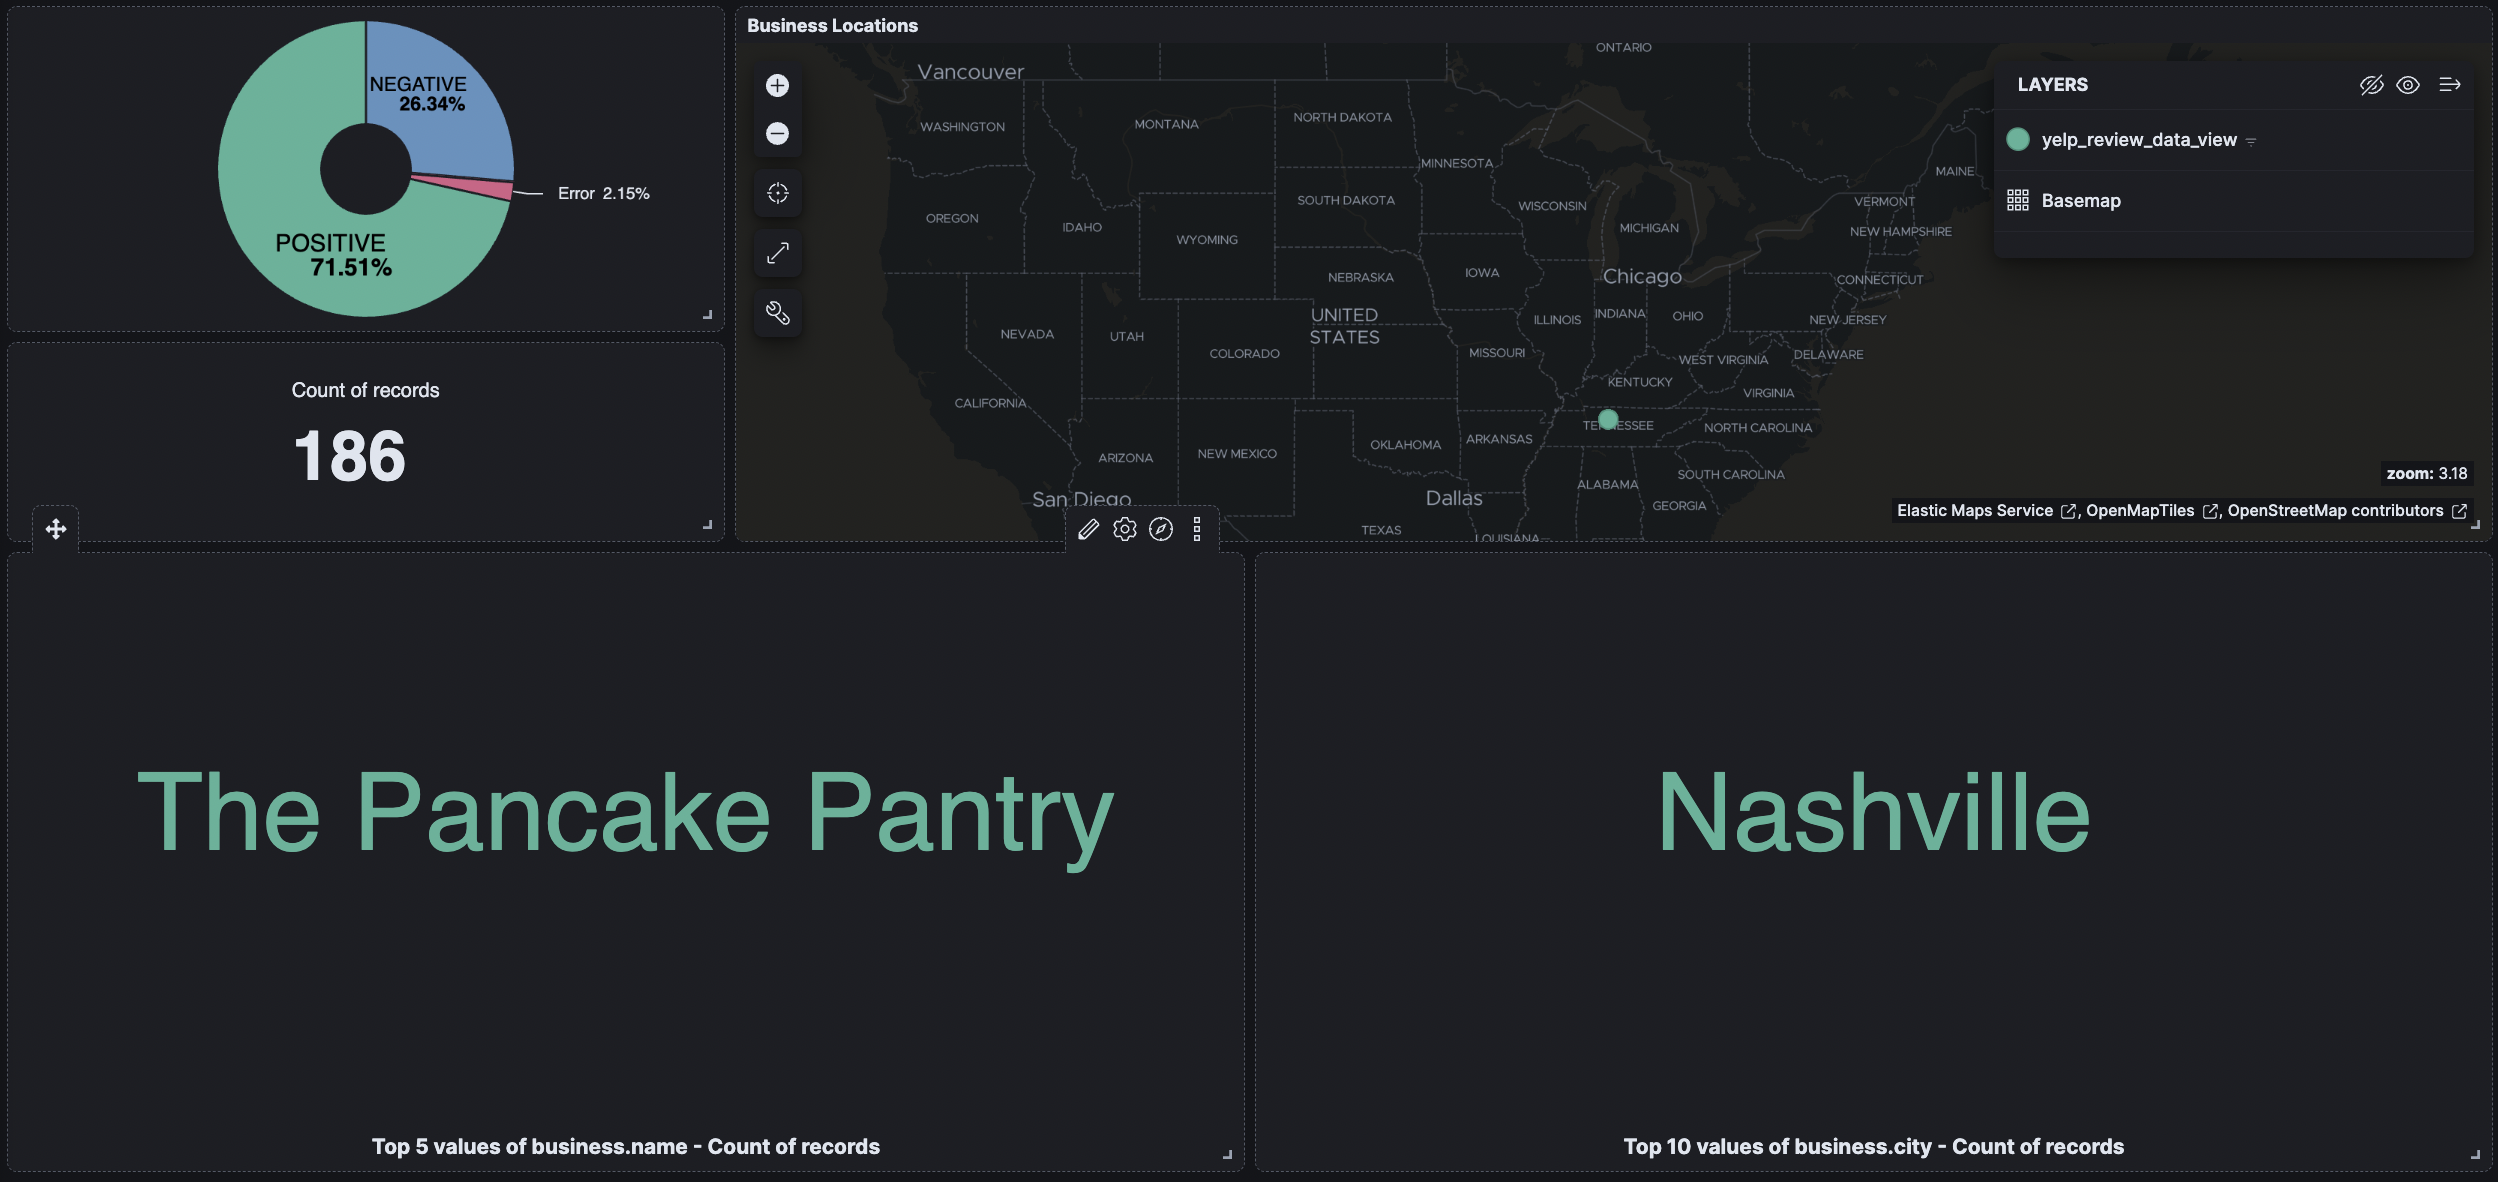 NEGATIVE
26.34%
Error 2.15%
POSITIVE
71.51%
Count of records
186
Business Locations
ONTARIO
Vancouver
WASHINGTON
MONTANA
NORTH DAKOTA
MINNESOTA
MAINE
OREGON
IDAHO
SOUTH DAKOTA
WISCONSIN
VERMONT
WYOMING
MICHIGAN
NEW HAMPSHIRE
NEBRASKA
IOWA
Chicago
CONNECTICUT
UNITED
STATES
ILLINOIS
INDIANA
OHIO
NEW JERSEY
NEVADA
UTAH
COLORADO
MISSOURI
WEST VIRGINIA
DELAWARE
KENTUCKY
VIRGINIA
CALIFORNIA
TENNESSEE
NORTH CAROLINA
ARIZONA
NEW MEXICO
OKLAHOMA
ARKANSAS
SOUTH CAROLINA
ALABAMA
San Diego
Dallas
GEORGIA
TEXAS
LOUISIANA
LAYERS
yelp_review_data_view
Basemap
zoom: 3.18
Elastic Maps Service , OpenMapTiles , OpenStreetMap contributors
The Pancake Pantry
Top 5 values of business.name - Count of records
Nashville
Top 10 values of business.city - Count of records